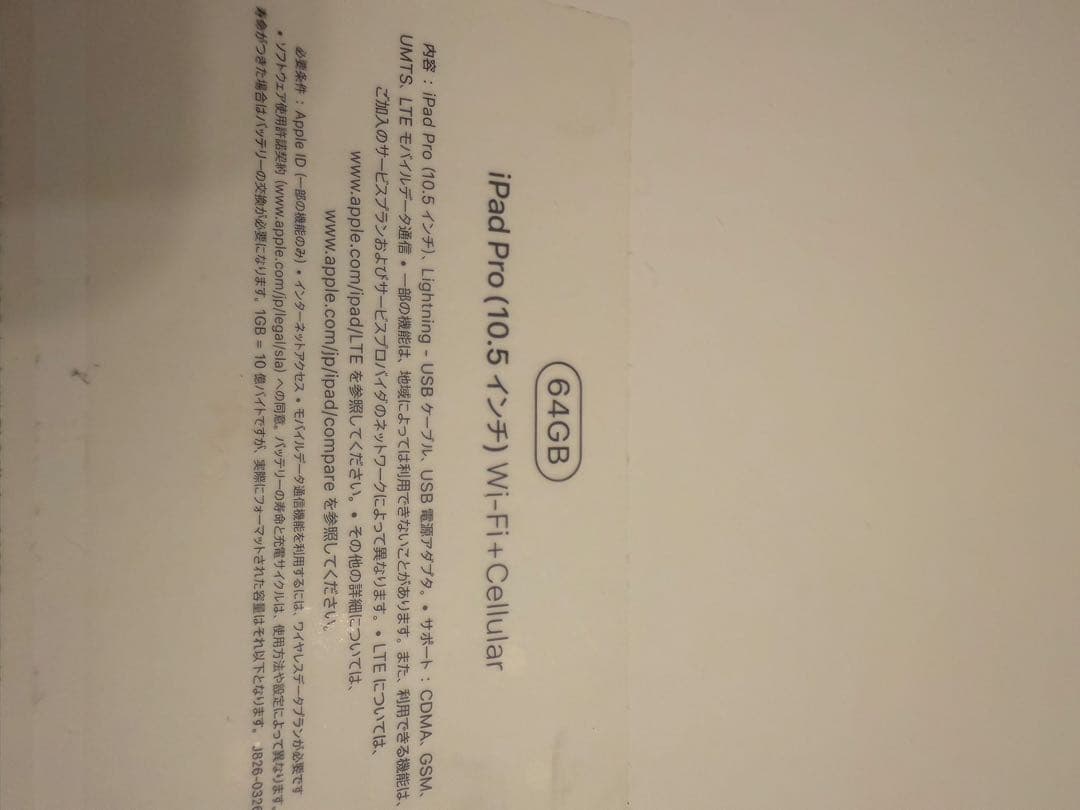 64GB
iPad Pro (10.5 インチ) Wi-Fi+Cellular
内容：iPad Pro (10.5 インチ)、Lightning - USB ケーブル、USB 電源アダプタ。• サポート：CDMA、GSM、
UMTS、LTE モバイルデータ通信 • 一部の機能は、地域によっては利用できないことがあります。また、利用できる機能は、
ご加入のサービスプランおよびサービスプロバイダのネットワークによって異なります。• LTE については、
www.apple.com/ipad/LTE を参照してください。• その他の詳細については、
www.apple.com/jp/ipad/compare を参照してください。
必要条件：Apple ID (一部の機能のみ) • インターネットアクセス • モバイルデータ通信機能を利用するには、ワイヤレスデータプランが必要です
• ソフトウェア使用許諾契約 (www.apple.com/jp/legal/sla) への同意。バッテリーの寿命と充電サイクルは、使用方法や設定によって異なります。
寿命がつきた場合はバッテリーの交換が必要になります。1GB = 10 億バイトですが、実際にフォーマットされた容量はそれ以下となります。 J826-0326